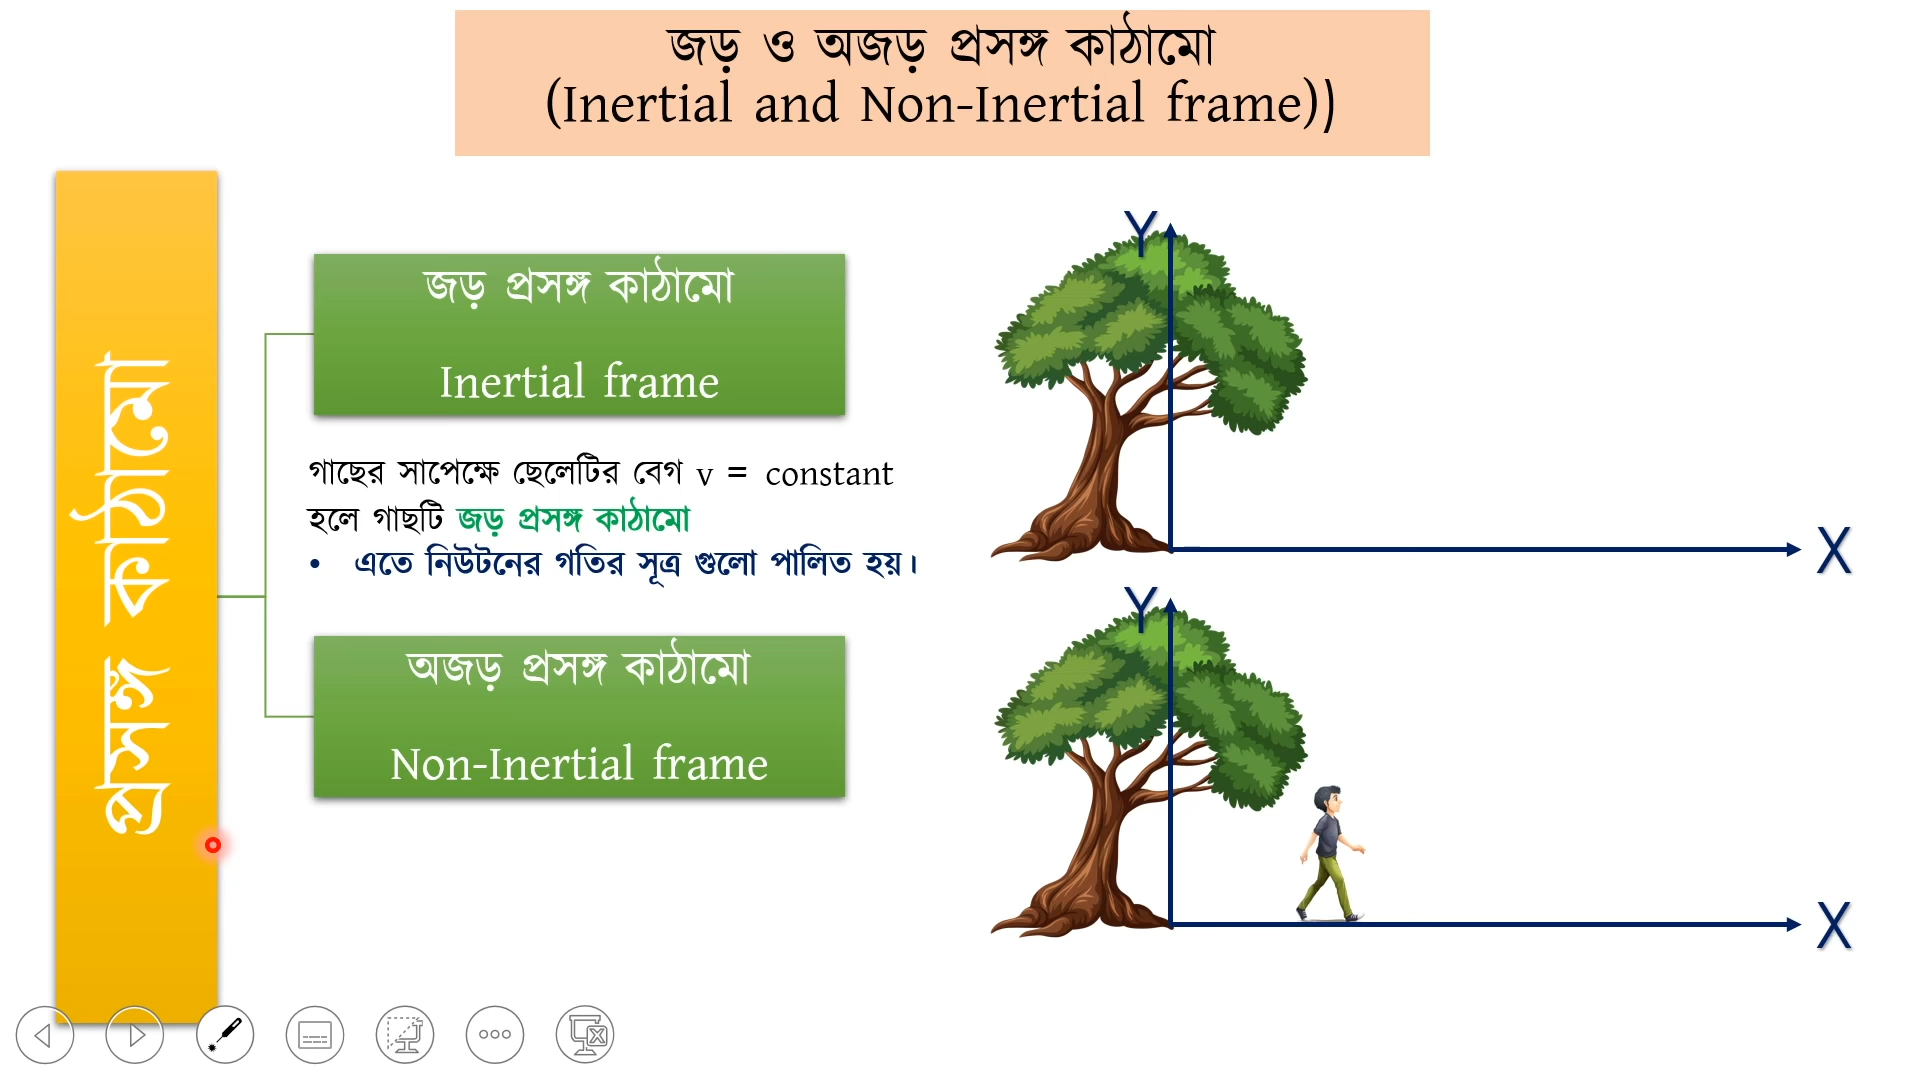 জড় ও অজড় প্রসঙ্গ কাঠামো
(Inertial and Non-Inertial frame))
প্রসঙ্গ কাঠামো
জড় প্রসঙ্গ কাঠামো
Inertial frame
গাছের সাপেক্ষে ছেলেটির বেগ v = constant
হলে গাছটি জড় প্রসঙ্গ কাঠামো
• এতে নিউটনের গতির সূত্র গুলো পালিত হয়।
অজড় প্রসঙ্গ কাঠামো
Non-Inertial frame
Y
X
Y
X